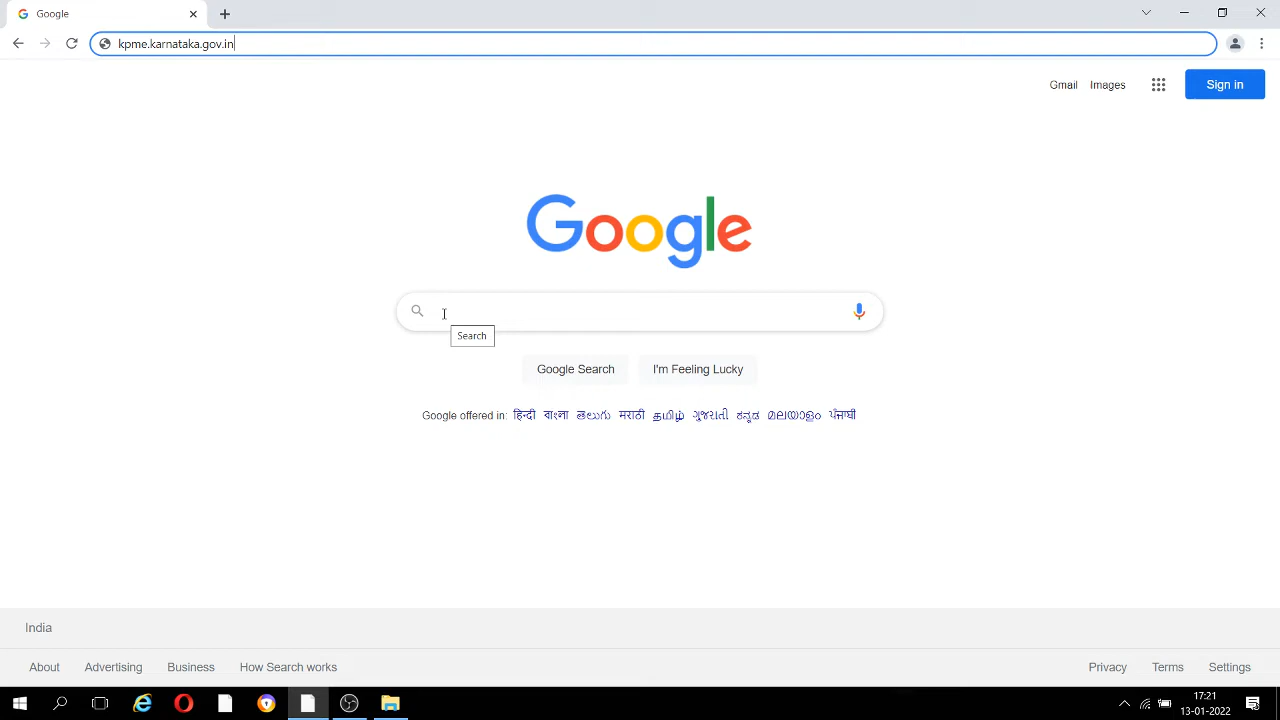 Google
kpme.karnataka.gov.in
Gmail Images Sign in
Google
Search
Google Search I'm Feeling Lucky
Google offered in: हिन्दी বাংলা తెలుగు मराठी தமிழ் ગુજરાતી ಕನ್ನಡ മലയാളം ਪੰਜਾਬੀ
India
About Advertising Business How Search works Privacy Terms Settings
17:21
13-01-2022